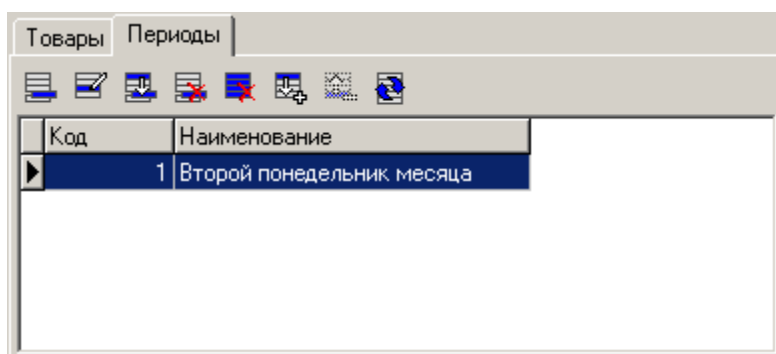 Товары Периоды
Код Наименование
1 Второй понедельник месяца